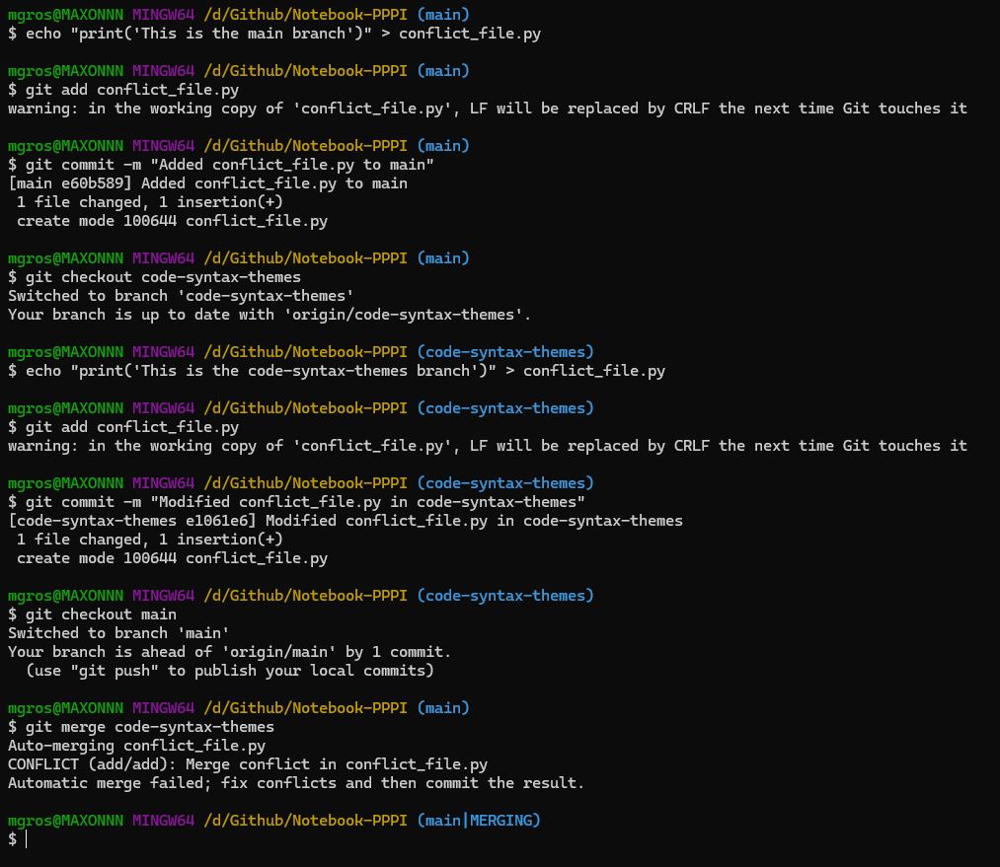 mgros@MAXONNN MINGW64 /d/Github/Notebook-PPPI (main)
$ echo "print('This is the main branch')" > conflict_file.py
mgros@MAXONNN MINGW64 /d/Github/Notebook-PPPI (main)
$ git add conflict_file.py
warning: in the working copy of 'conflict_file.py', LF will be replaced by CRLF the next time Git touches it
mgros@MAXONNN MINGW64 /d/Github/Notebook-PPPI (main)
$ git commit -m "Added conflict_file.py to main"
[main e60b589] Added conflict_file.py to main
 1 file changed, 1 insertion(+)
 create mode 100644 conflict_file.py
mgros@MAXONNN MINGW64 /d/Github/Notebook-PPPI (main)
$ git checkout code-syntax-themes
Switched to branch 'code-syntax-themes'
Your branch is up to date with 'origin/code-syntax-themes'.
mgros@MAXONNN MINGW64 /d/Github/Notebook-PPPI (code-syntax-themes)
$ echo "print('This is the code-syntax-themes branch')" > conflict_file.py
mgros@MAXONNN MINGW64 /d/Github/Notebook-PPPI (code-syntax-themes)
$ git add conflict_file.py
warning: in the working copy of 'conflict_file.py', LF will be replaced by CRLF the next time Git touches it
mgros@MAXONNN MINGW64 /d/Github/Notebook-PPPI (code-syntax-themes)
$ git commit -m "Modified conflict_file.py in code-syntax-themes"
[code-syntax-themes e1061e6] Modified conflict_file.py in code-syntax-themes
 1 file changed, 1 insertion(+)
 create mode 100644 conflict_file.py
mgros@MAXONNN MINGW64 /d/Github/Notebook-PPPI (code-syntax-themes)
$ git checkout main
Switched to branch 'main'
Your branch is ahead of 'origin/main' by 1 commit.
  (use "git push" to publish your local commits)
mgros@MAXONNN MINGW64 /d/Github/Notebook-PPPI (main)
$ git merge code-syntax-themes
Auto-merging conflict_file.py
CONFLICT (add/add): Merge conflict in conflict_file.py
Automatic merge failed; fix conflicts and then commit the result.
mgros@MAXONNN MINGW64 /d/Github/Notebook-PPPI (main|MERGING)
$